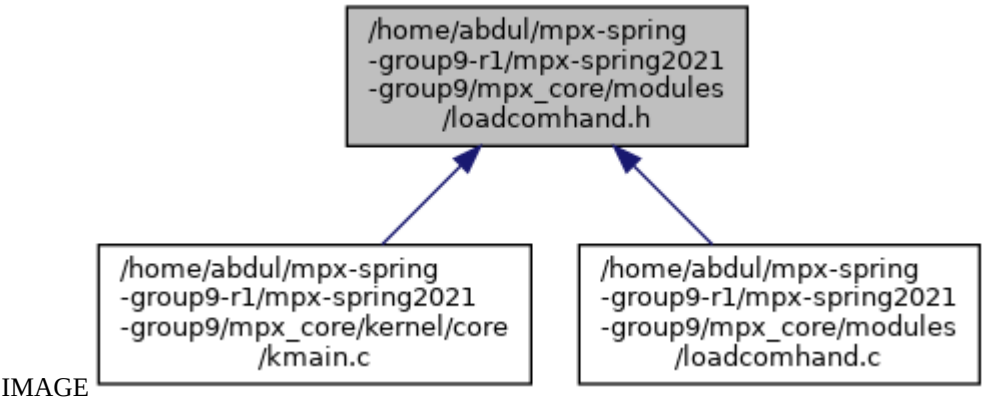 /home/abdul/mpx-spring
-group9-r1/mpx-spring2021
-group9/mpx_core/modules
/loadcomhand.h
/home/abdul/mpx-spring
-group9-r1/mpx-spring2021
-group9/mpx_core/kernel/core
/kmain.c
/home/abdul/mpx-spring
-group9-r1/mpx-spring2021
-group9/mpx_core/modules
/loadcomhand.c
IMAGE